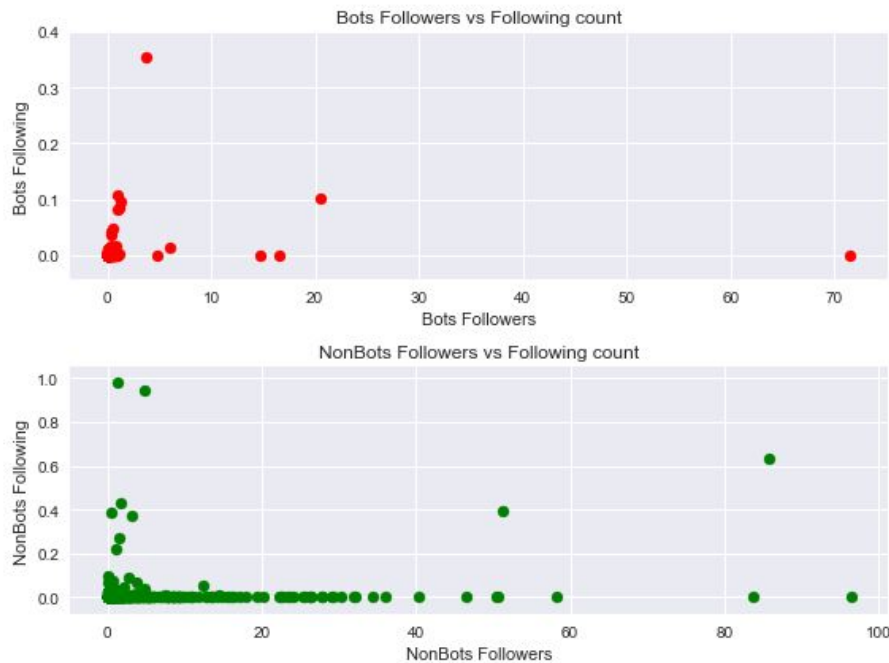 Bots Followers vs Following count
0.4
0.3
0.2
0.1
0.0
Bots Following
0 10 20 30 40 50 60 70
Bots Followers
NonBots Followers vs Following count
1.0
0.8
0.6
0.4
0.2
0.0
NonBots Following
0 20 40 60 80 100
NonBots Followers